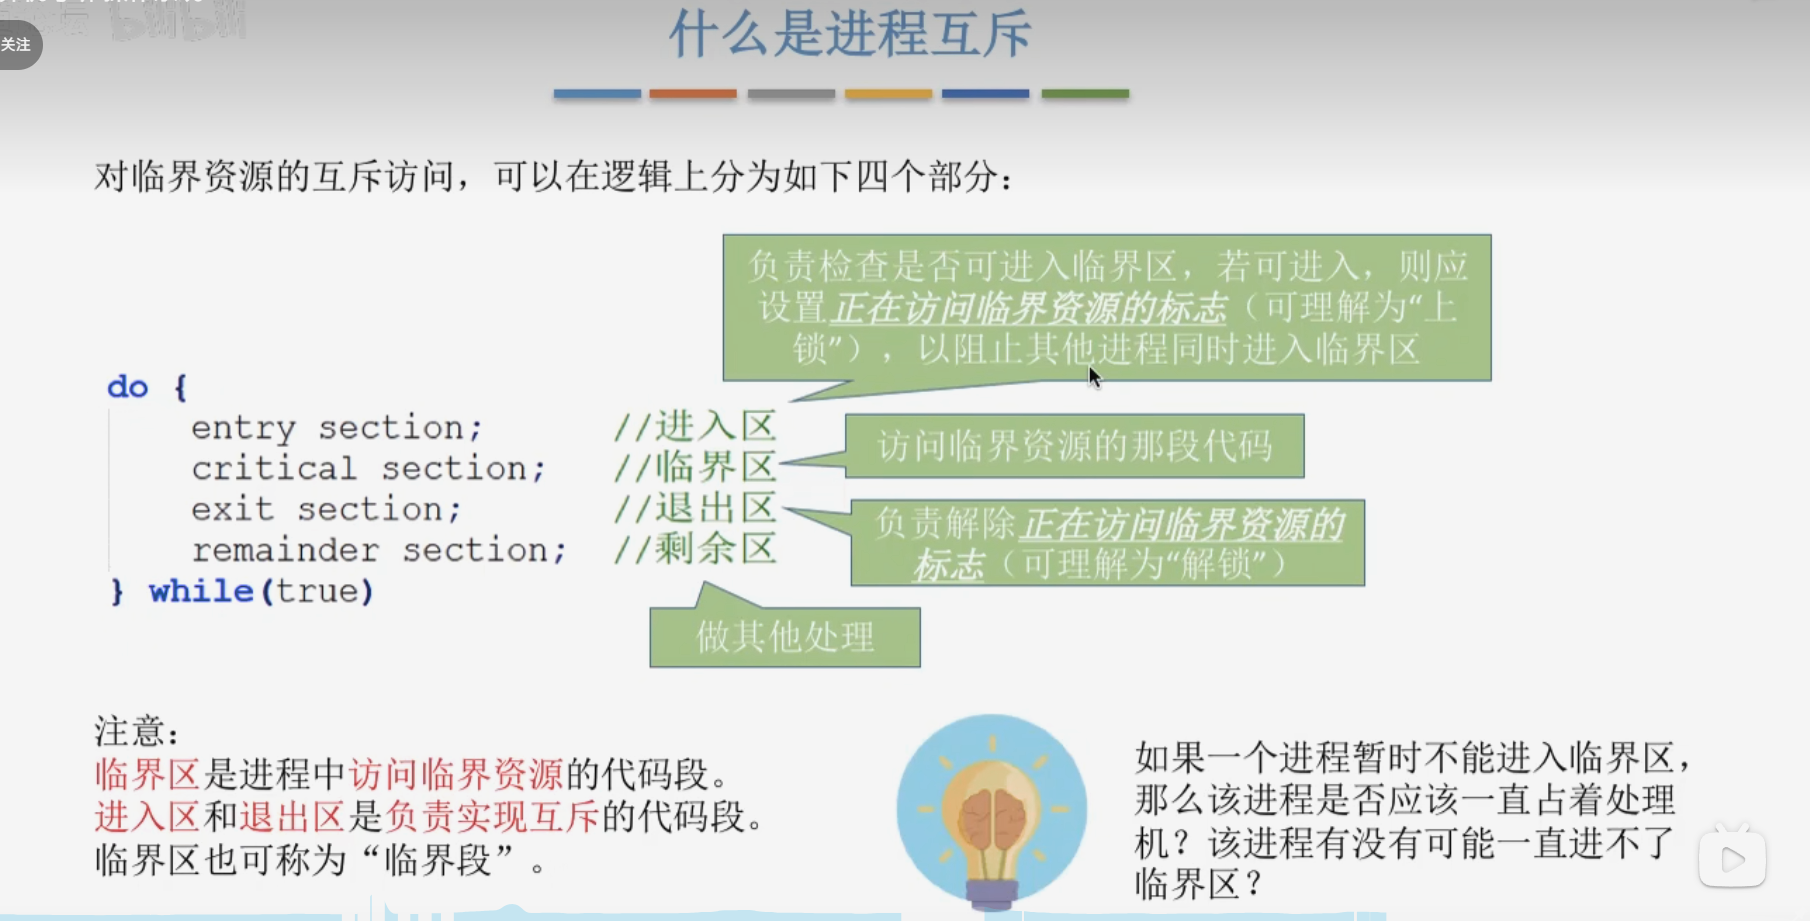 关注
什么是进程互斥
对临界资源的互斥访问，可以在逻辑上分为如下四个部分：
负责检查是否可进入临界区，若可进入，则应
设置正在访问临界资源的标志（可理解为“上
锁”），以阻止其他进程同时进入临界区
do {
entry section; //进入区
critical section; //临界区
exit section; //退出区
remainder section; //剩余区
} while(true)
访问临界资源的那段代码
负责解除正在访问临界资源的
标志（可理解为“解锁”）
做其他处理
注意：
临界区是进程中访问临界资源的代码段。
进入区和退出区是负责实现互斥的代码段。
临界区也可称为“临界段”。
如果一个进程暂时不能进入临界区，
那么该进程是否应该一直占着处理
机？该进程有没有可能一直进不了
临界区？